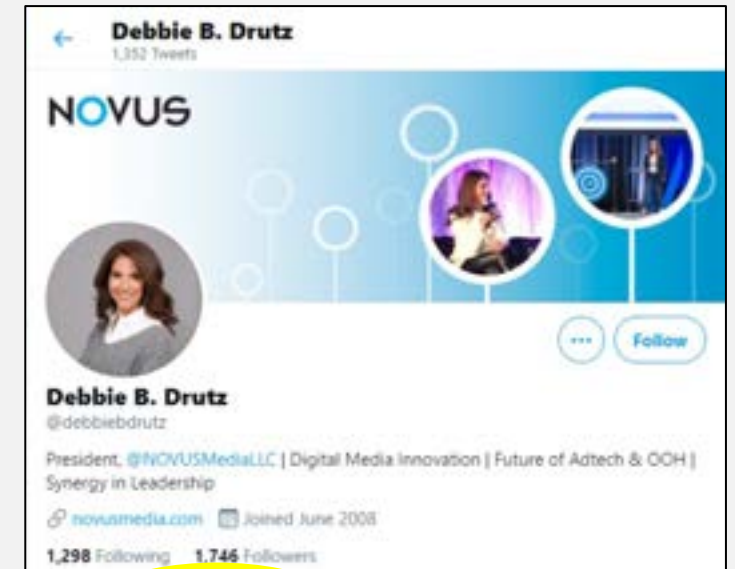 Debbie B. Drutz
1,352 Tweets
NOVUS
Follow
Debbie B. Drutz
@debbiebdrutz
President, @NOVUSMediaLLC | Digital Media Innovation | Future of Adtech & OOH |
Synergy in Leadership
novusmedia.com Joined June 2008
1,298 Following 1,746 Followers